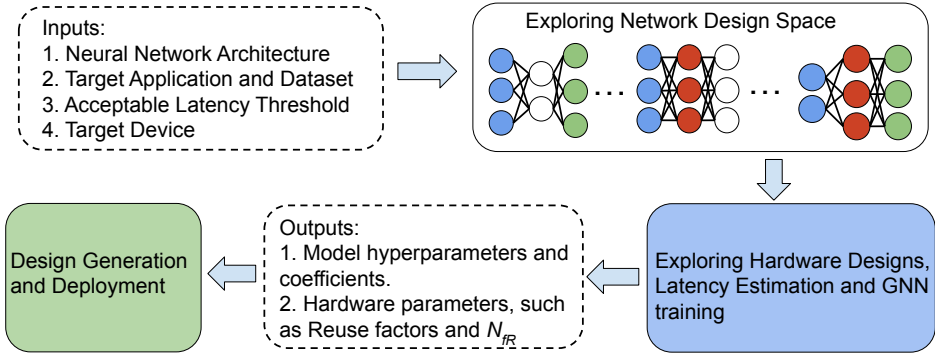 Inputs:
1. Neural Network Architecture
2. Target Application and Dataset
3. Acceptable Latency Threshold
4. Target Device
Exploring Network Design Space
...
...
Exploring Hardware Designs,
Latency Estimation and GNN
training
Outputs:
1. Model hyperparameters and
coefficients.
2. Hardware parameters, such
as Reuse factors and N_{fR}
Design Generation
and Deployment